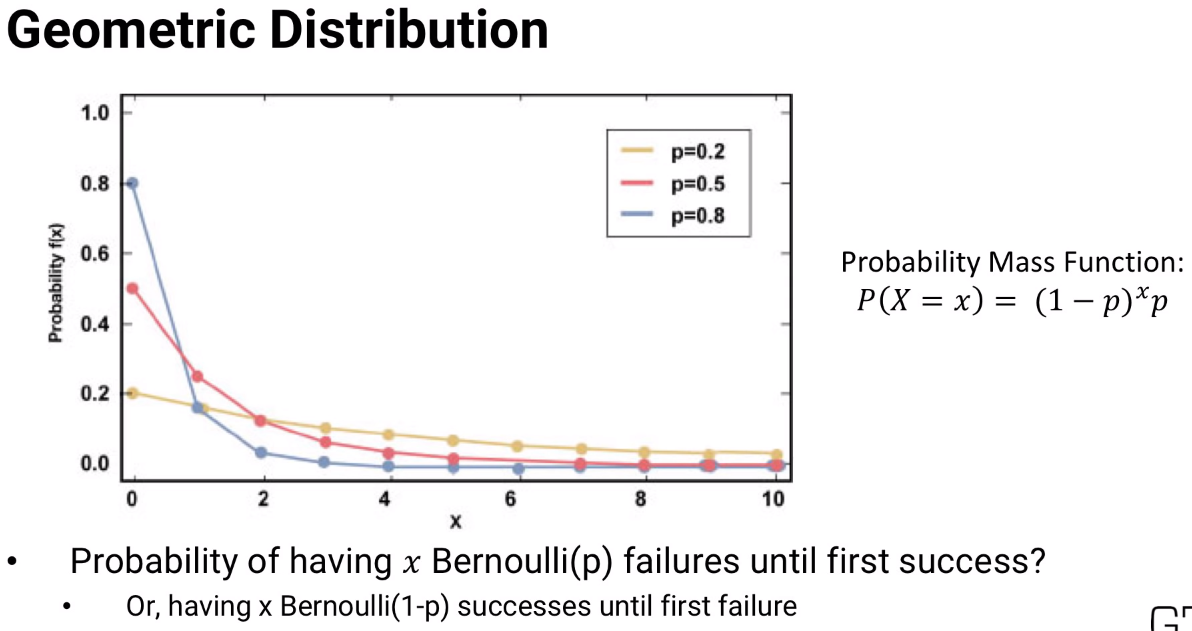 Geometric Distribution
1.0
p=0.2
p=0.5
p=0.8
0.8
0.6
0.4
0.2
0.0
Probability f(x)
0 2 4 6 8 10
X
Probability Mass Function:
P(X = x) = (1 − p)ˣp
• Probability of having x Bernoulli(p) failures until first success?
• Or, having x Bernoulli(1-p) successes until first failure